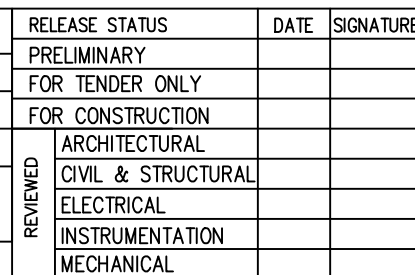 RELEASE STATUS DATE SIGNATURE
PRELIMINARY
FOR TENDER ONLY
FOR CONSTRUCTION
REVIEWED
ARCHITECTURAL
CIVIL & STRUCTURAL
ELECTRICAL
INSTRUMENTATION
MECHANICAL